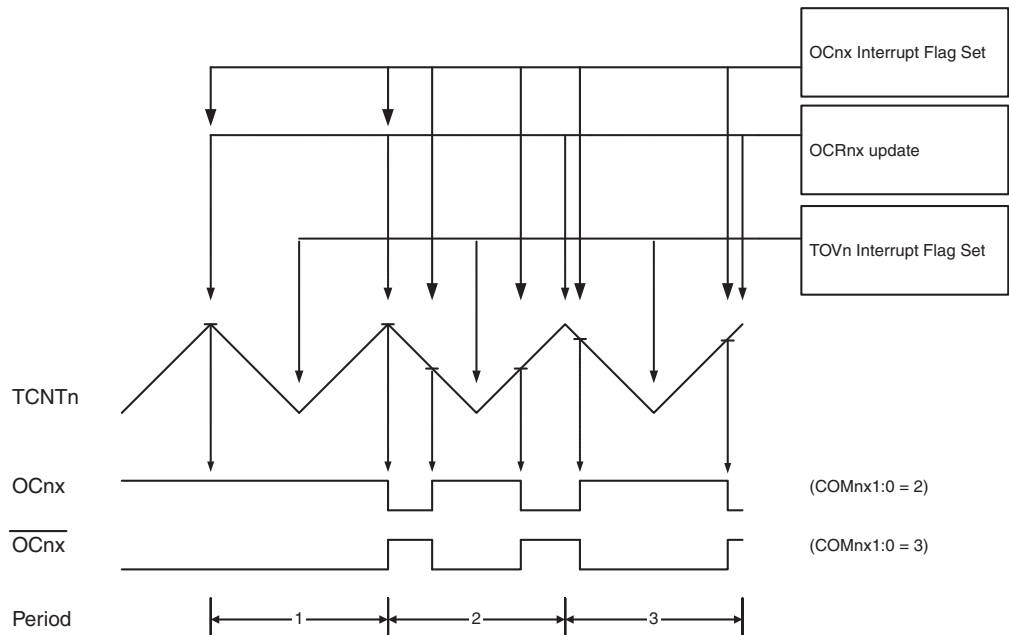 OCnx Interrupt Flag Set
OCRnx update
TOVn Interrupt Flag Set
TCNTn
OCnx
(COMnx1:0 = 2)
OCnx
(COMnx1:0 = 3)
Period
1
2
3